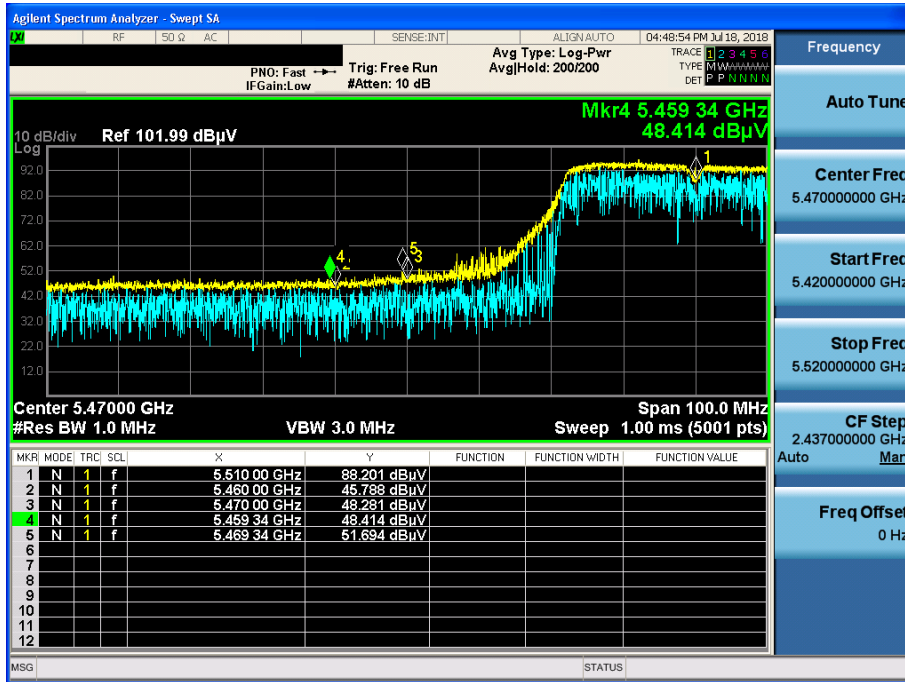 Agilent Spectrum Analyzer - Swept SA
LXI RF 50 Ω AC SENSE:INT ALIGN AUTO 04:48:54 PM Jul 18, 2018
PNO: Fast
IFGain:Low
Trig: Free Run
#Atten: 10 dB
Avg Type: Log-Pwr
Avg|Hold: 200/200
TRACE 1 2 3 4 5 6
TYPE M W W W W W
DET P P N N N N
Mkr4 5.459 34 GHz
48.414 dBµV
10 dB/div Ref 101.99 dBµV
Log
92.0
82.0
72.0
62.0
52.0
42.0
32.0
22.0
12.0
1
4
2
5
3
Center 5.47000 GHz Span 100.0 MHz
#Res BW 1.0 MHz VBW 3.0 MHz Sweep 1.00 ms (5001 pts)
MKR MODE TRC SCL X Y FUNCTION FUNCTION WIDTH FUNCTION VALUE
1 N 1 f 5.510 00 GHz 88.201 dBµV
2 N 1 f 5.460 00 GHz 45.788 dBµV
3 N 1 f 5.470 00 GHz 48.281 dBµV
4 N 1 f 5.459 34 GHz 48.414 dBµV
5 N 1 f 5.469 34 GHz 51.694 dBµV
6
7
8
9
10
11
12
MSG STATUS
Frequency
Auto Tune
Center Freq
5.470000000 GHz
Start Freq
5.420000000 GHz
Stop Freq
5.520000000 GHz
CF Step
2.437000000 GHz
Auto Man
Freq Offset
0 Hz